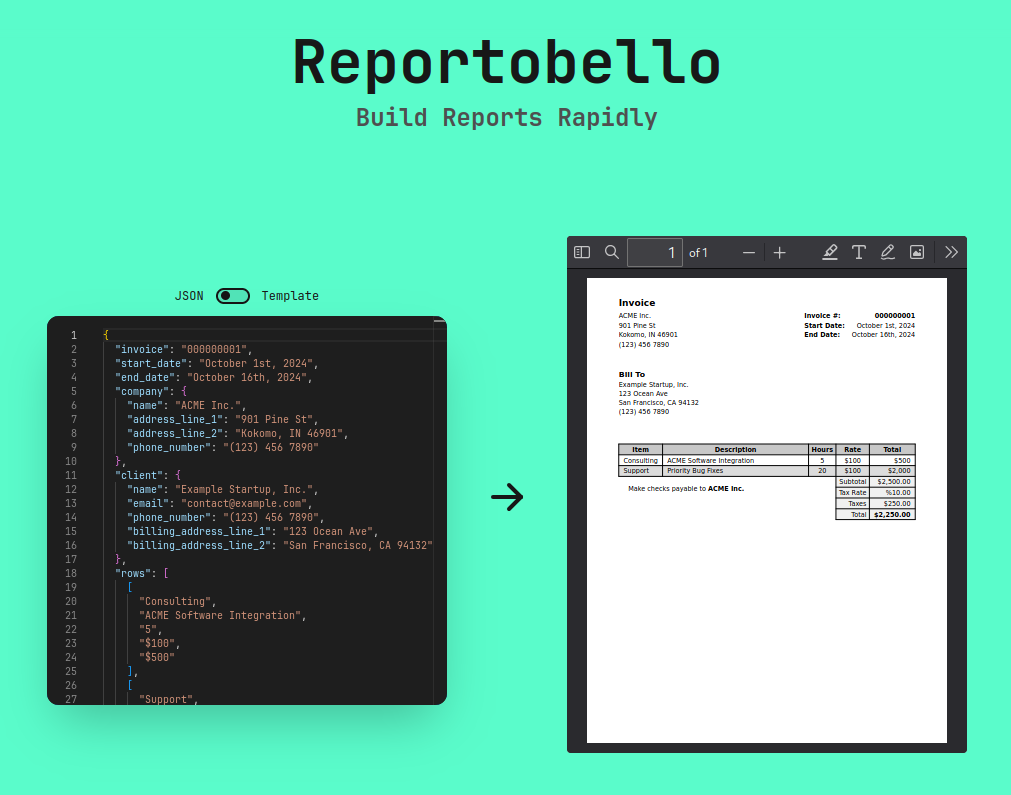 Reportobello
Build Reports Rapidly
JSON Template
1 {
2 "invoice": "000000001",
3 "start_date": "October 1st, 2024",
4 "end_date": "October 16th, 2024",
5 "company": {
6 "name": "ACME Inc.",
7 "address_line_1": "901 Pine St",
8 "address_line_2": "Kokomo, IN 46901",
9 "phone_number": "(123) 456 7890"
10 },
11 "client": {
12 "name": "Example Startup, Inc.",
13 "email": "contact@example.com",
14 "phone_number": "(123) 456 7890",
15 "billing_address_line_1": "123 Ocean Ave",
16 "billing_address_line_2": "San Francisco, CA 94132"
17 },
18 "rows": [
19 [
20 "Consulting",
21 "ACME Software Integration",
22 "5",
23 "$100",
24 "$500"
25 ],
26 [
27 "Support",
1 of 1
Invoice
ACME Inc.
901 Pine St
Kokomo, IN 46901
(123) 456 7890
Invoice #: 000000001
Start Date: October 1st, 2024
End Date: October 16th, 2024
Bill To
Example Startup, Inc.
123 Ocean Ave
San Francisco, CA 94132
(123) 456 7890
Item Description Hours Rate Total
Consulting ACME Software Integration 5 $100 $500
Support Priority Bug Fixes 20 $100 $2,000
Subtotal $2,500.00
Tax Rate %10.00
Taxes $250.00
Total $2,250.00
Make checks payable to ACME Inc.